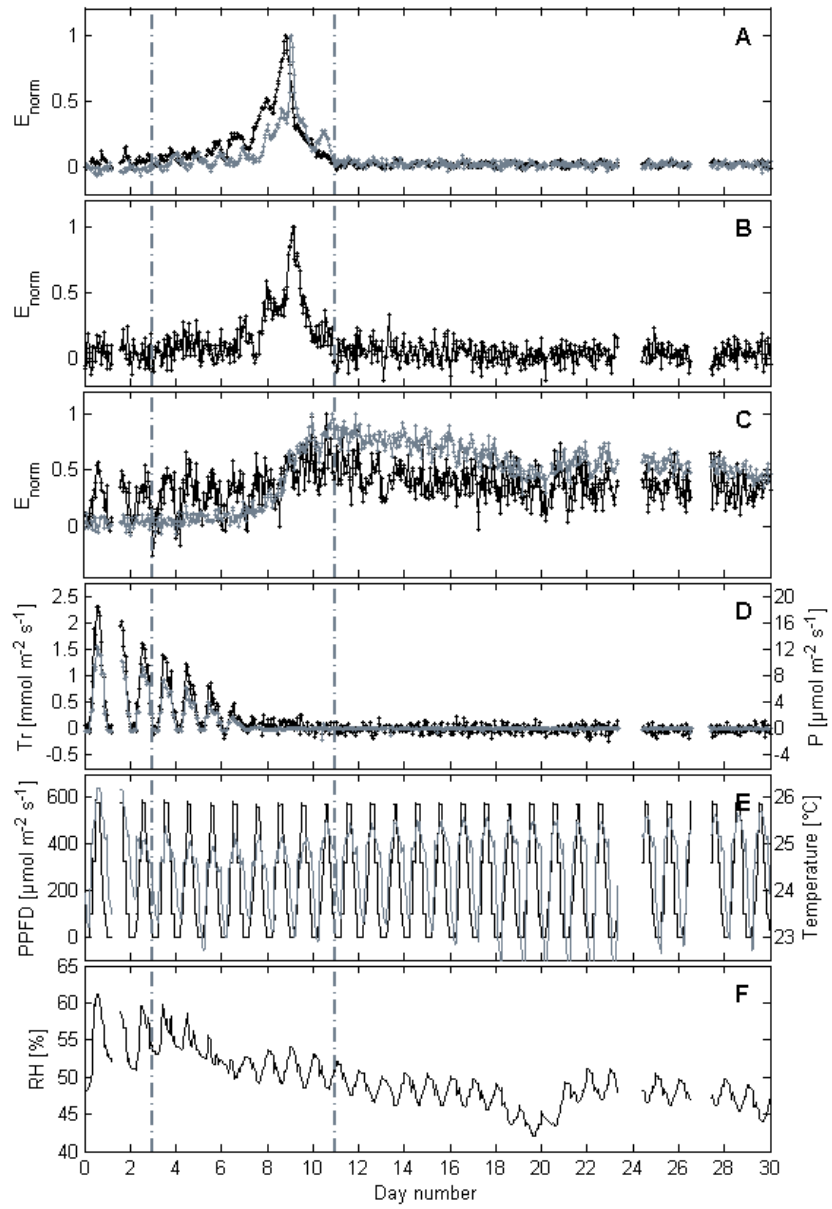 A
1
0.5
0
E_norm
B
1
0.5
0
E_norm
C
1
0.5
0
E_norm
D
2.5
2
1.5
1
0.5
0
-0.5
Tr [mmol m⁻² s⁻¹]
20
16
12
8
4
0
-4
P [µmol m⁻² s⁻¹]
E
600
400
200
0
PPFD [µmol m⁻² s⁻¹]
26
25
24
23
Temperature [°C]
F
65
60
55
50
45
40
RH [%]
0 2 4 6 8 10 12 14 16 18 20 22 24 26 28 30
Day number